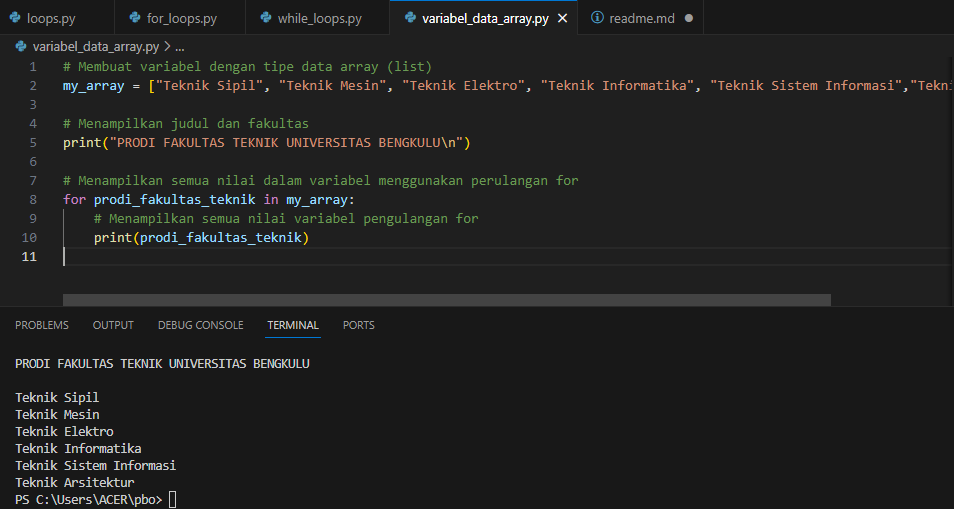 loops.py for_loops.py while_loops.py variabel_data_array.py readme.md
variabel_data_array.py > ...
1 # Membuat variabel dengan tipe data array (list)
2 my_array = ["Teknik Sipil", "Teknik Mesin", "Teknik Elektro", "Teknik Informatika", "Teknik Sistem Informasi","Tekni
3
4 # Menampilkan judul dan fakultas
5 print("PRODI FAKULTAS TEKNIK UNIVERSITAS BENGKULU\n")
6
7 # Menampilkan semua nilai dalam variabel menggunakan perulangan for
8 for prodi_fakultas_teknik in my_array:
9 # Menampilkan semua nilai variabel pengulangan for
10 print(prodi_fakultas_teknik)
11
PROBLEMS OUTPUT DEBUG CONSOLE TERMINAL PORTS
PRODI FAKULTAS TEKNIK UNIVERSITAS BENGKULU
Teknik Sipil
Teknik Mesin
Teknik Elektro
Teknik Informatika
Teknik Sistem Informasi
Teknik Arsitektur
PS C:\Users\ACER\pbo>